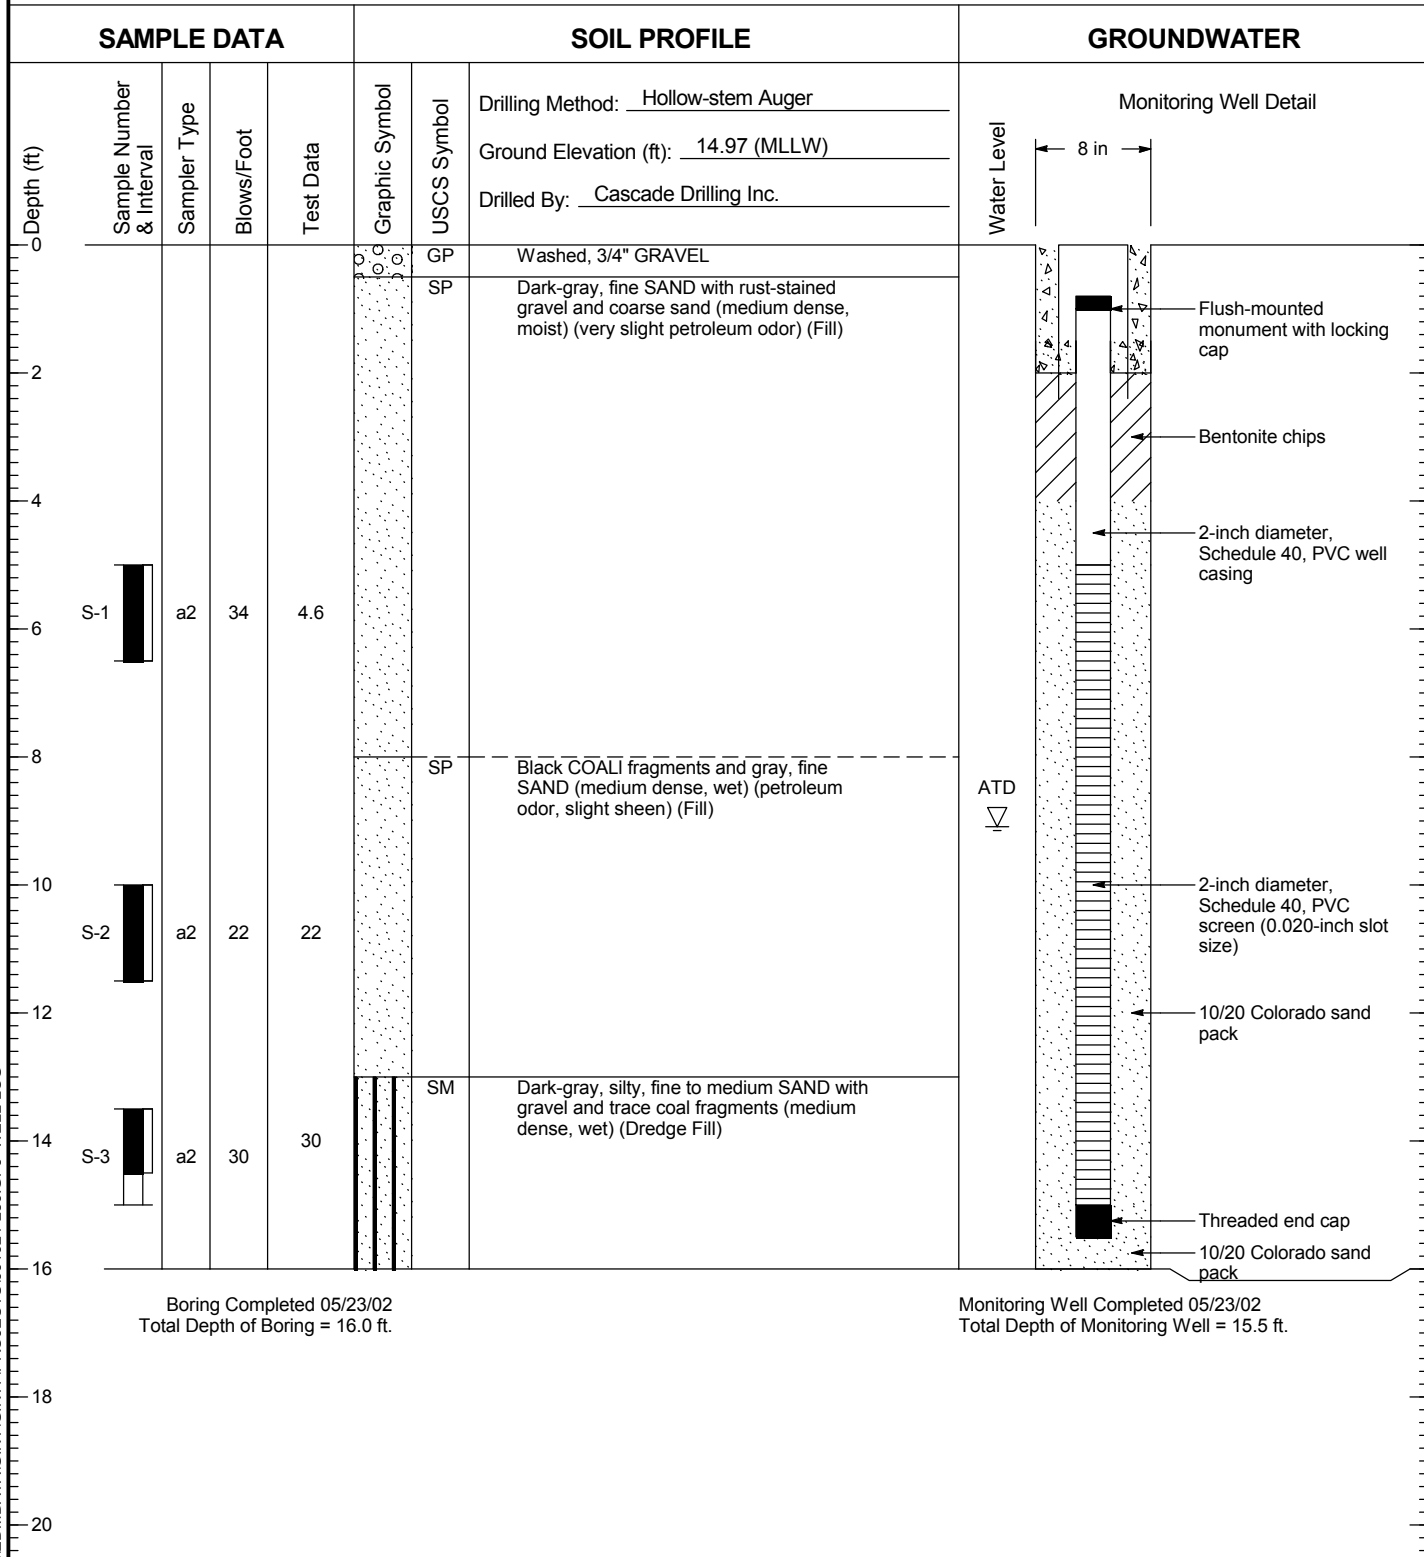 SAMPLE DATA
SOIL PROFILE
GROUNDWATER
Depth (ft)
Sample Number
& Interval
Sampler Type
Blows/Foot
Test Data
Graphic Symbol
USCS Symbol
Drilling Method: Hollow-stem Auger
Ground Elevation (ft): 14.97 (MLLW)
Drilled By: Cascade Drilling Inc.
Water Level
Monitoring Well Detail
8 in
0
GP
Washed, 3/4" GRAVEL
SP
Dark-gray, fine SAND with rust-stained
gravel and coarse sand (medium dense,
moist) (very slight petroleum odor) (Fill)
Flush-mounted
monument with locking
cap
2
Bentonite chips
4
2-inch diameter,
Schedule 40, PVC well
casing
S-1 a2 34 4.6
6
8
SP
Black COALI fragments and gray, fine
SAND (medium dense, wet) (petroleum
odor, slight sheen) (Fill)
ATD
10
2-inch diameter,
Schedule 40, PVC
screen (0.020-inch slot
size)
S-2 a2 22 22
12
10/20 Colorado sand
pack
SM
Dark-gray, silty, fine to medium SAND with
gravel and trace coal fragments (medium
dense, wet) (Dredge Fill)
14
S-3 a2 30 30
Threaded end cap
10/20 Colorado sand
pack
16
Boring Completed 05/23/02
Total Depth of Boring = 16.0 ft.
Monitoring Well Completed 05/23/02
Total Depth of Monitoring Well = 15.5 ft.
18
20